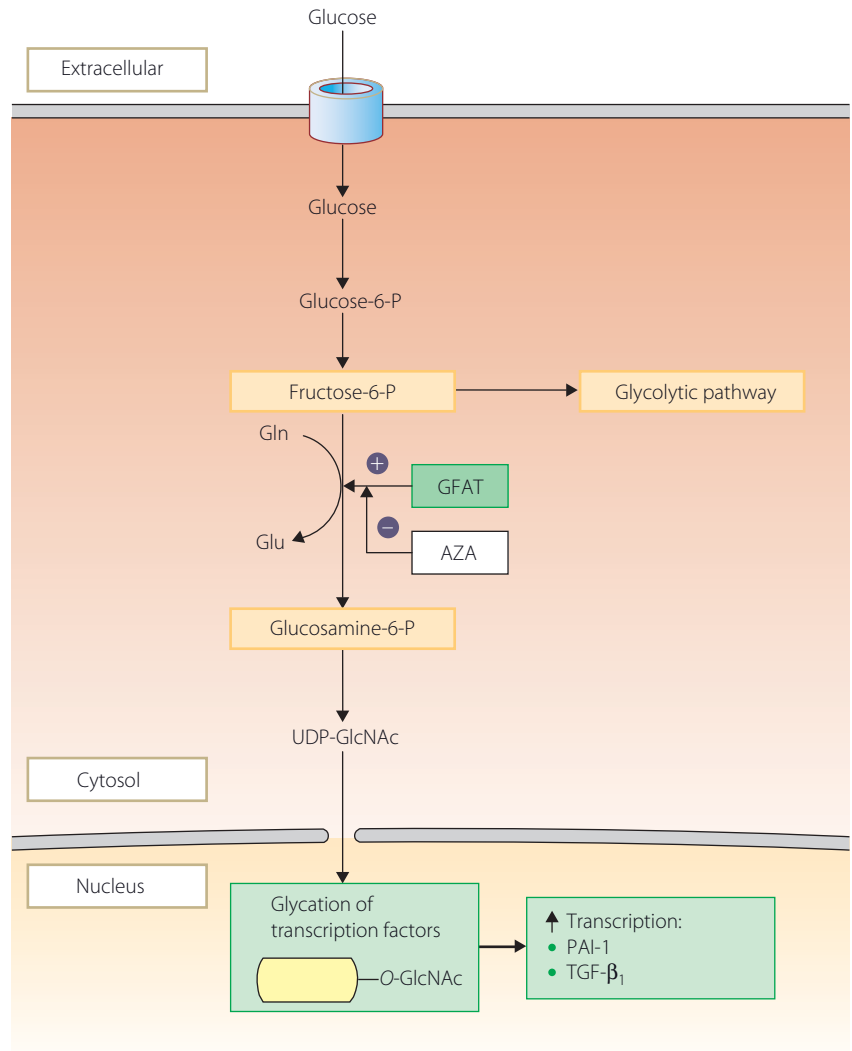 Glucose
Extracellular
Glucose
Glucose-6-P
Fructose-6-P
Glycolytic pathway
Gln
+
GFAT
−
Glu
AZA
Glucosamine-6-P
UDP-GlcNAc
Cytosol
Nucleus
Glycation of
transcription factors
O-GlcNAc
↑ Transcription:
• PAI-1
• TGF-β₁